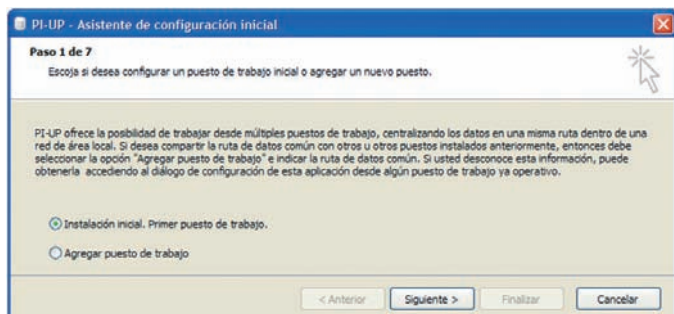 PI-UP - Asistente de configuración inicial
Paso 1 de 7
Escoja si desea configurar un puesto de trabajo inicial o agregar un nuevo puesto.
PI-UP ofrece la posbilidad de trabajar desde múltiples puestos de trabajo, centralizando los datos en una misma ruta dentro de una
red de área local. Si desea compartir la ruta de datos común con otros u otros puestos instalados anteriormente, entonces debe
seleccionar la opción "Agregar puesto de trabajo" e indicar la ruta de datos común. Si usted desconoce esta información, puede
obtenerla accediendo al diálogo de configuración de esta aplicación desde algún puesto de trabajo ya operativo.
Instalación inicial. Primer puesto de trabajo.
Agregar puesto de trabajo
< Anterior Siguiente > Finalizar Cancelar